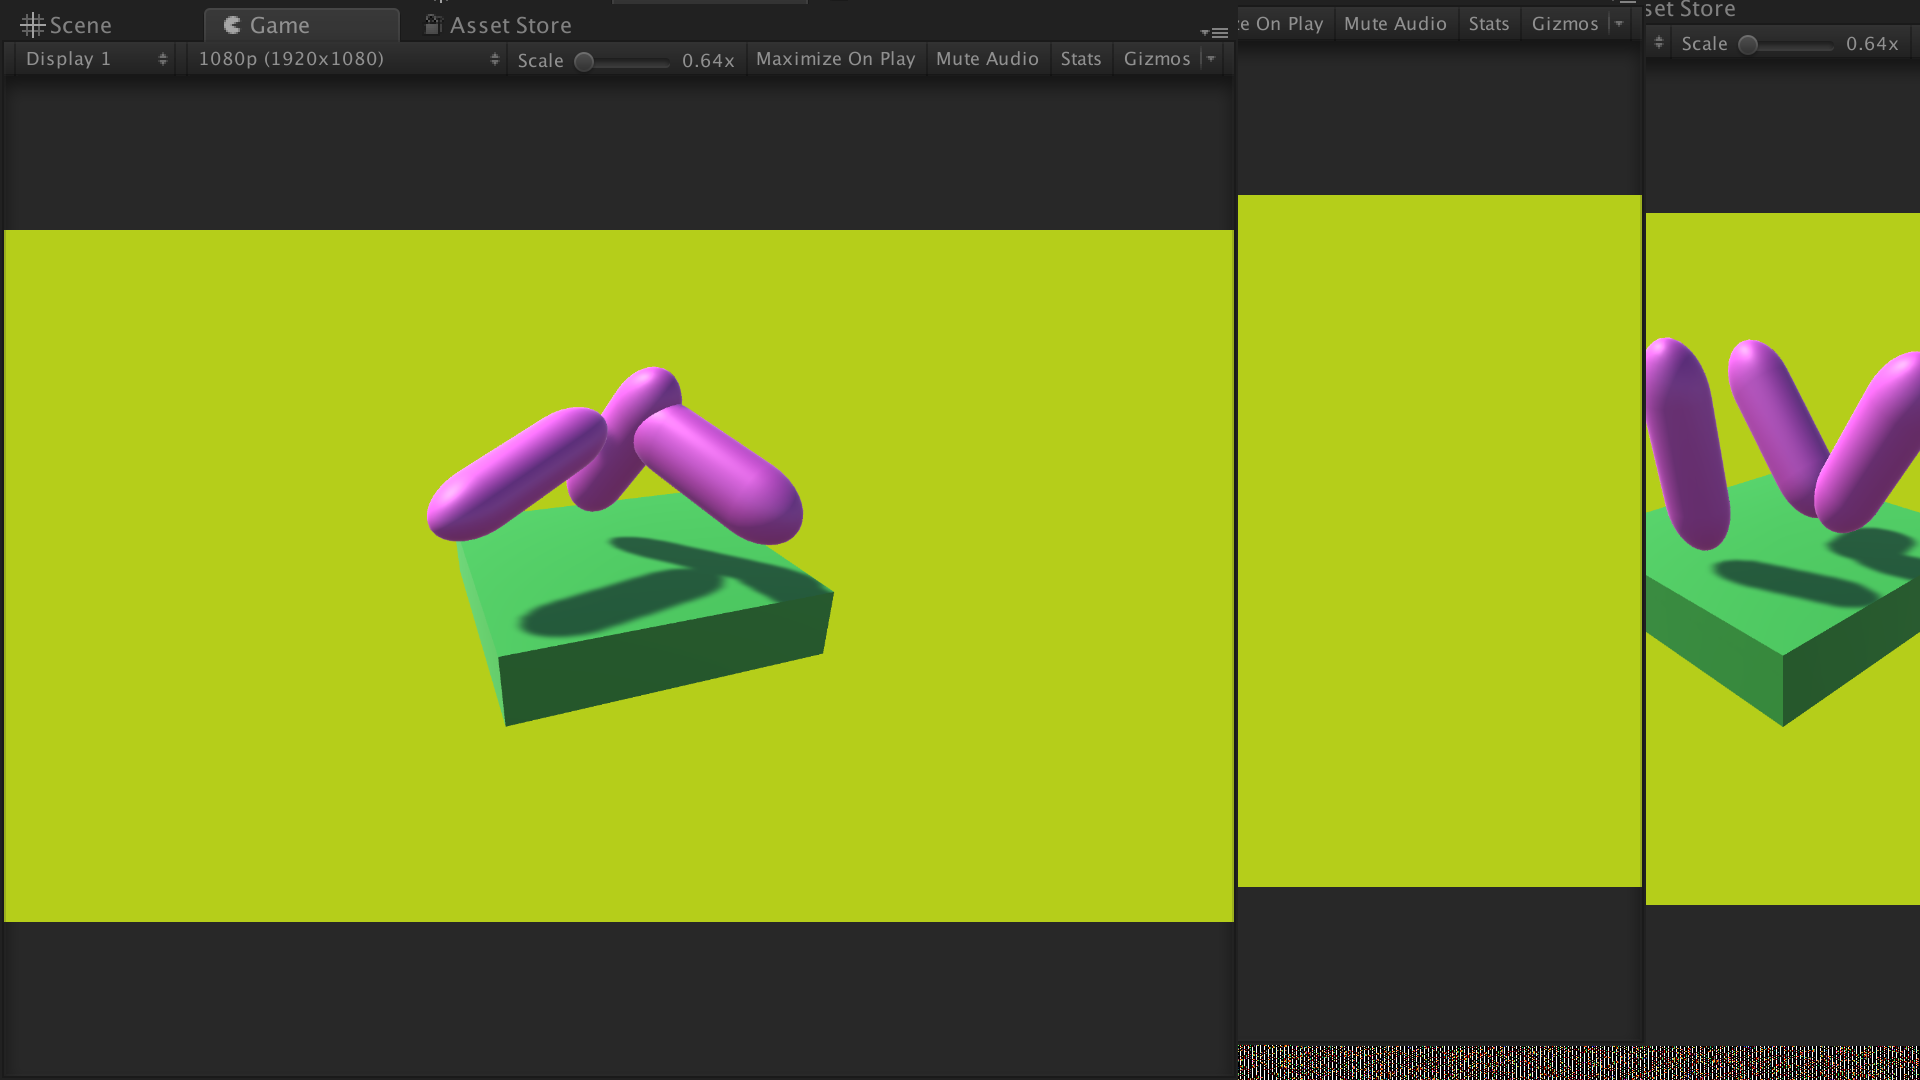 Scene Game Asset Store
Display 1 1080p (1920x1080) Scale 0.64x Maximize On Play Mute Audio Stats Gizmos
On Play Mute Audio Stats Gizmos
set Store
Scale 0.64x